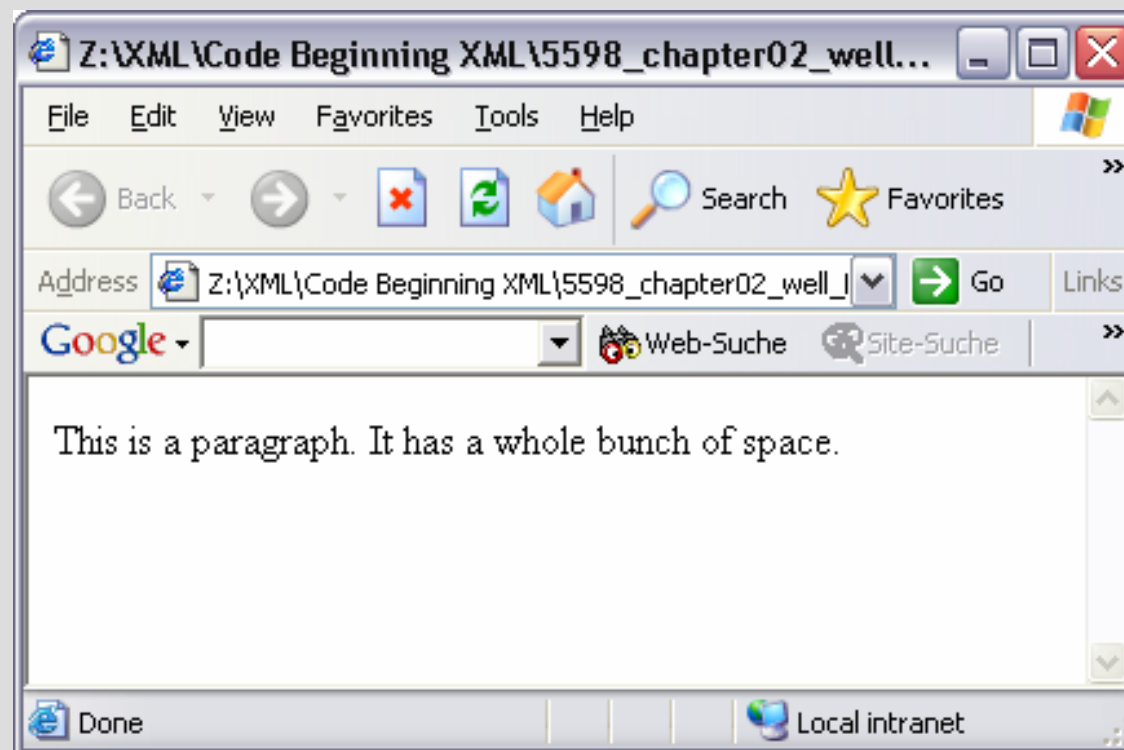 Z:\XML\Code Beginning XML\5598_chapter02_well...
File Edit View Favorites Tools Help
Back Search Favorites »
Address Z:\XML\Code Beginning XML\5598_chapter02_well_ Go Links
Google Web-Suche Site-Suche »
This is a paragraph. It has a whole bunch of space.
Done Local intranet